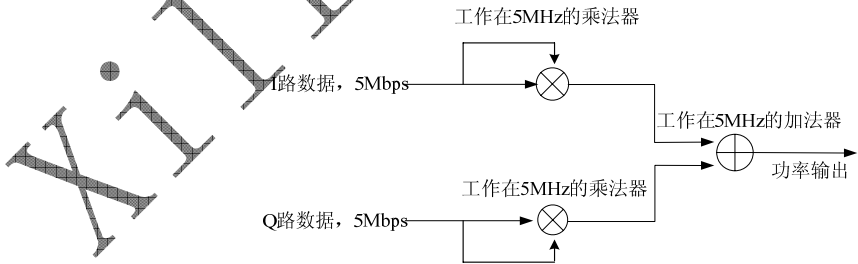 工作在5MHz的乘法器
I路数据，5Mbps
工作在5MHz的加法器
功率输出
工作在5MHz的乘法器
Q路数据，5Mbps
Xil